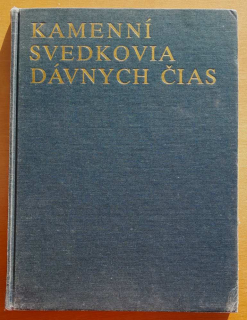 KAMENNÍ
SVEDKOVIA
DÁVNYCH ČIAS